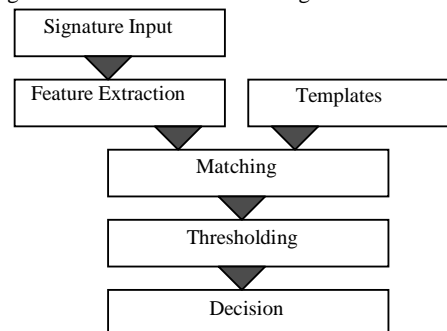 Signature Input
Feature Extraction
Templates
Matching
Thresholding
Decision